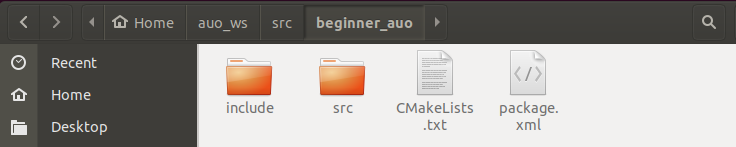 Home auo_ws src beginner_auo
Recent
Home
Desktop
include src CMakeLists package.
.txt xml